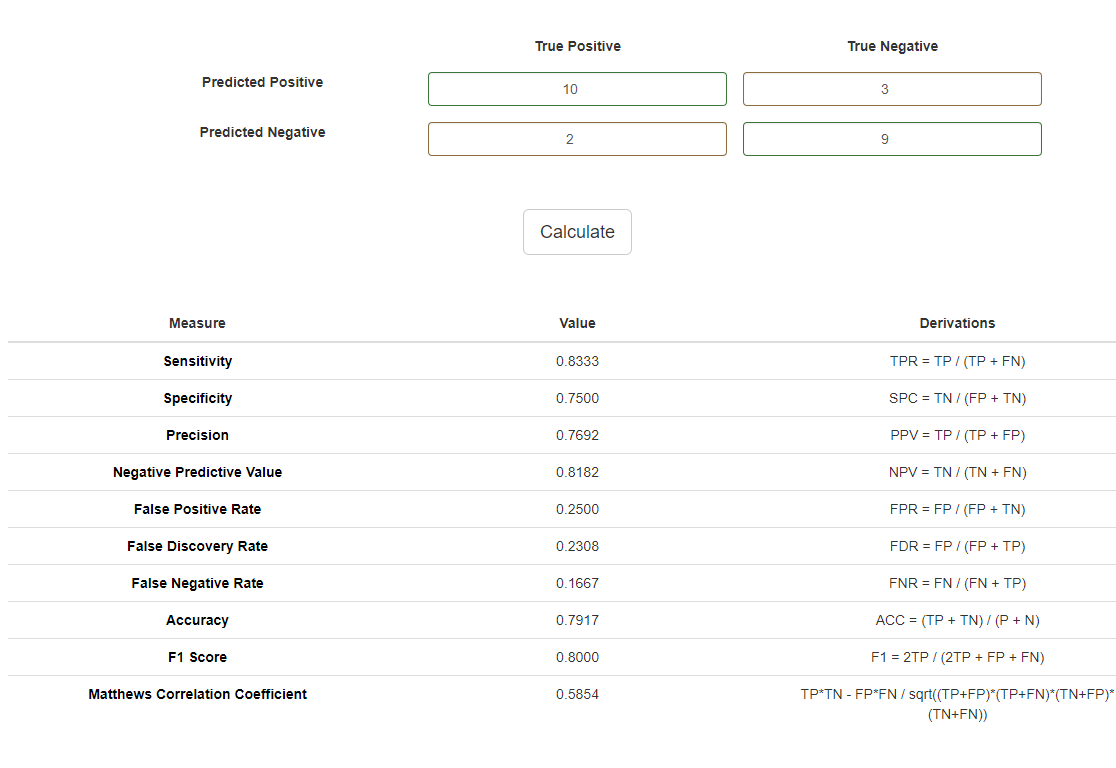 True Positive True Negative
Predicted Positive 10 3
Predicted Negative 2 9
Calculate
Measure Value Derivations
Sensitivity 0.8333 TPR = TP / (TP + FN)
Specificity 0.7500 SPC = TN / (FP + TN)
Precision 0.7692 PPV = TP / (TP + FP)
Negative Predictive Value 0.8182 NPV = TN / (TN + FN)
False Positive Rate 0.2500 FPR = FP / (FP + TN)
False Discovery Rate 0.2308 FDR = FP / (FP + TP)
False Negative Rate 0.1667 FNR = FN / (FN + TP)
Accuracy 0.7917 ACC = (TP + TN) / (P + N)
F1 Score 0.8000 F1 = 2TP / (2TP + FP + FN)
Matthews Correlation Coefficient 0.5854 TP*TN - FP*FN / sqrt((TP+FP)*(TP+FN)*(TN+FP)*
(TN+FN))